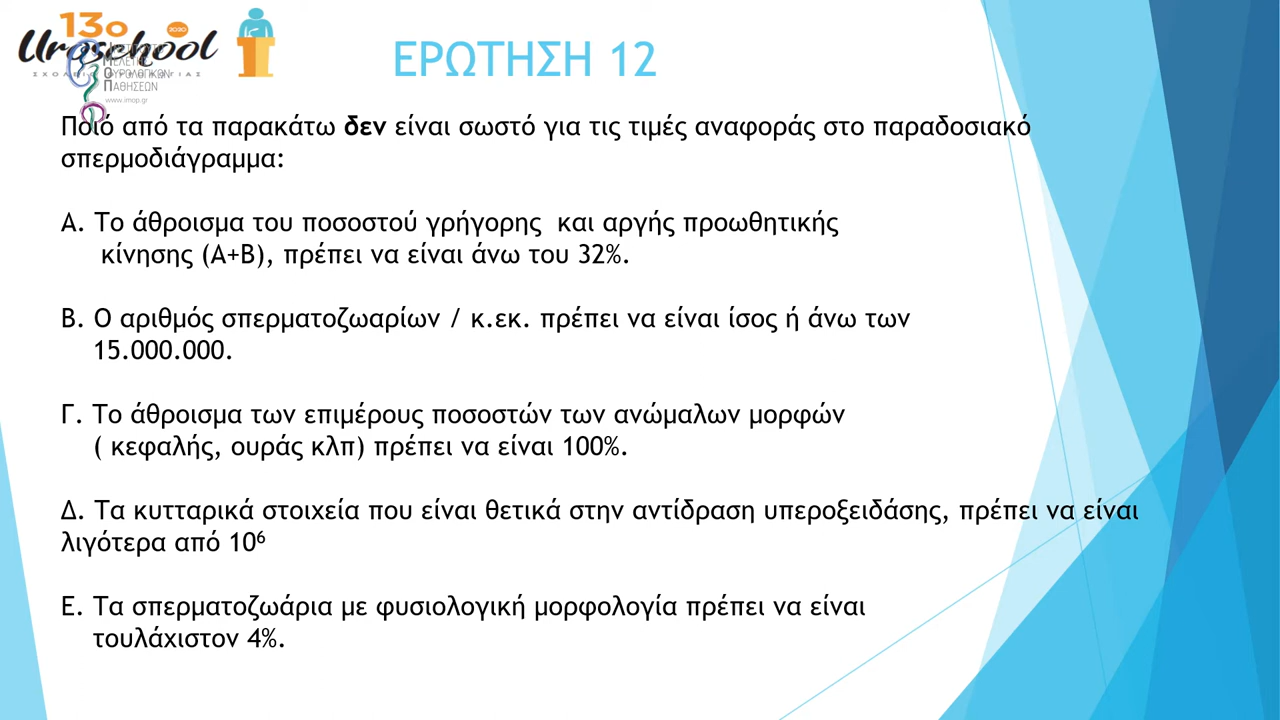 13ο
2020
Uroschool
ΣΧΟΛΕΙΟ ΟΥΡΟΛΟΓΙΑΣ
ΜΕΛΕΤΗΣ
ΟΥΡΟΛΟΓΙΚΩΝ
ΠΑΘΗΣΕΩΝ
www.imop.gr
ΕΡΩΤΗΣΗ 12
Ποιό από τα παρακάτω δεν είναι σωστό για τις τιμές αναφοράς στο παραδοσιακό
σπερμοδιάγραμμα:
Α. Το άθροισμα του ποσοστού γρήγορης και αργής προωθητικής
κίνησης (Α+Β), πρέπει να είναι άνω του 32%.
Β. Ο αριθμός σπερματοζωαρίων / κ.εκ. πρέπει να είναι ίσος ή άνω των
15.000.000.
Γ. Το άθροισμα των επιμέρους ποσοστών των ανώμαλων μορφών
( κεφαλής, ουράς κλπ) πρέπει να είναι 100%.
Δ. Τα κυτταρικά στοιχεία που είναι θετικά στην αντίδραση υπεροξειδάσης, πρέπει να είναι
λιγότερα από 10⁶
Ε. Τα σπερματοζωάρια με φυσιολογική μορφολογία πρέπει να είναι
τουλάχιστον 4%.